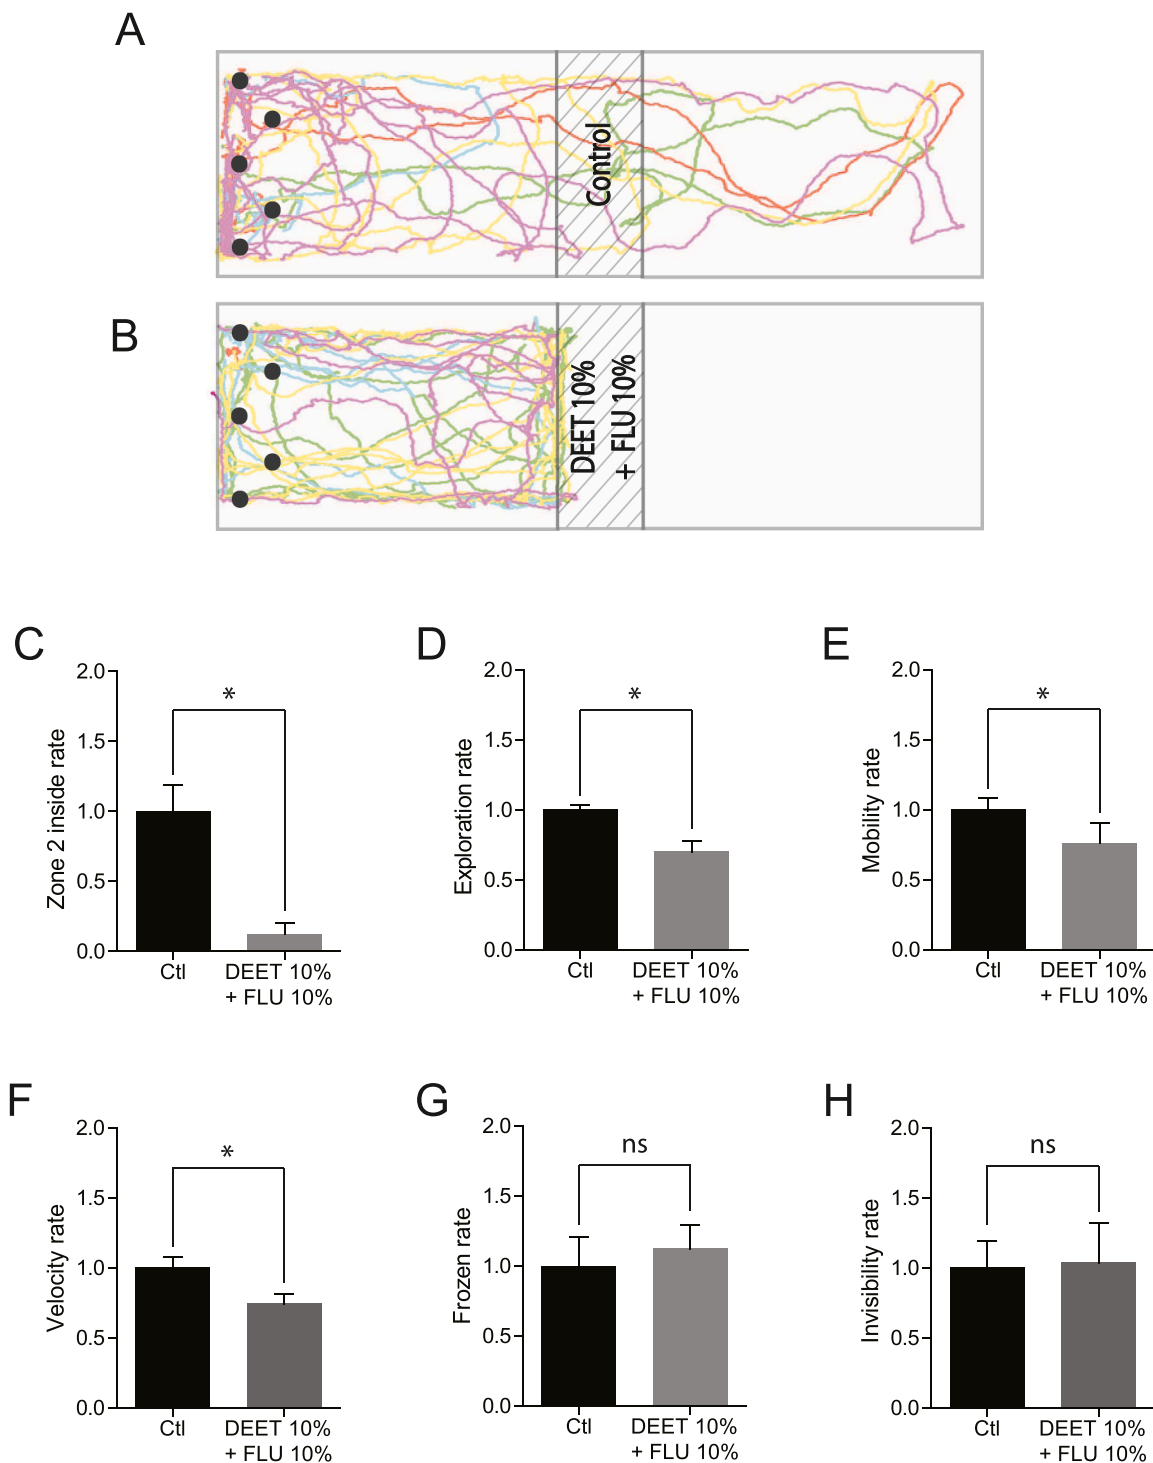 A
Control
B
DEET 10%
+ FLU 10%
C
2.0
1.5
1.0
0.5
0.0
Zone 2 inside rate
*
Ctl
DEET 10%
+ FLU 10%
D
2.0
1.5
1.0
0.5
0.0
Exploration rate
*
Ctl
DEET 10%
+ FLU 10%
E
2.0
1.5
1.0
0.5
0.0
Mobility rate
*
Ctl
DEET 10%
+ FLU 10%
F
2.0
1.5
1.0
0.5
0.0
Velocity rate
*
Ctl
DEET 10%
+ FLU 10%
G
2.0
1.5
1.0
0.5
0.0
Frozen rate
ns
Ctl
DEET 10%
+ FLU 10%
H
2.0
1.5
1.0
0.5
0.0
Invisibility rate
ns
Ctl
DEET 10%
+ FLU 10%